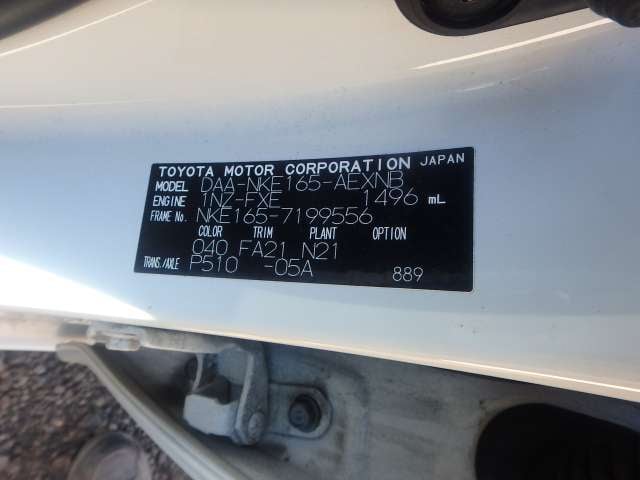 TOYOTA MOTOR CORPORATION JAPAN
MODEL DAA-NKE165-AEXNB
ENGINE 1NZ-FXE 1496 mL
FRAME No. NKE165-7199556
COLOR TRIM PLANT OPTION
040 FA21 N21
TRANS./AXLE P510 -05A
889